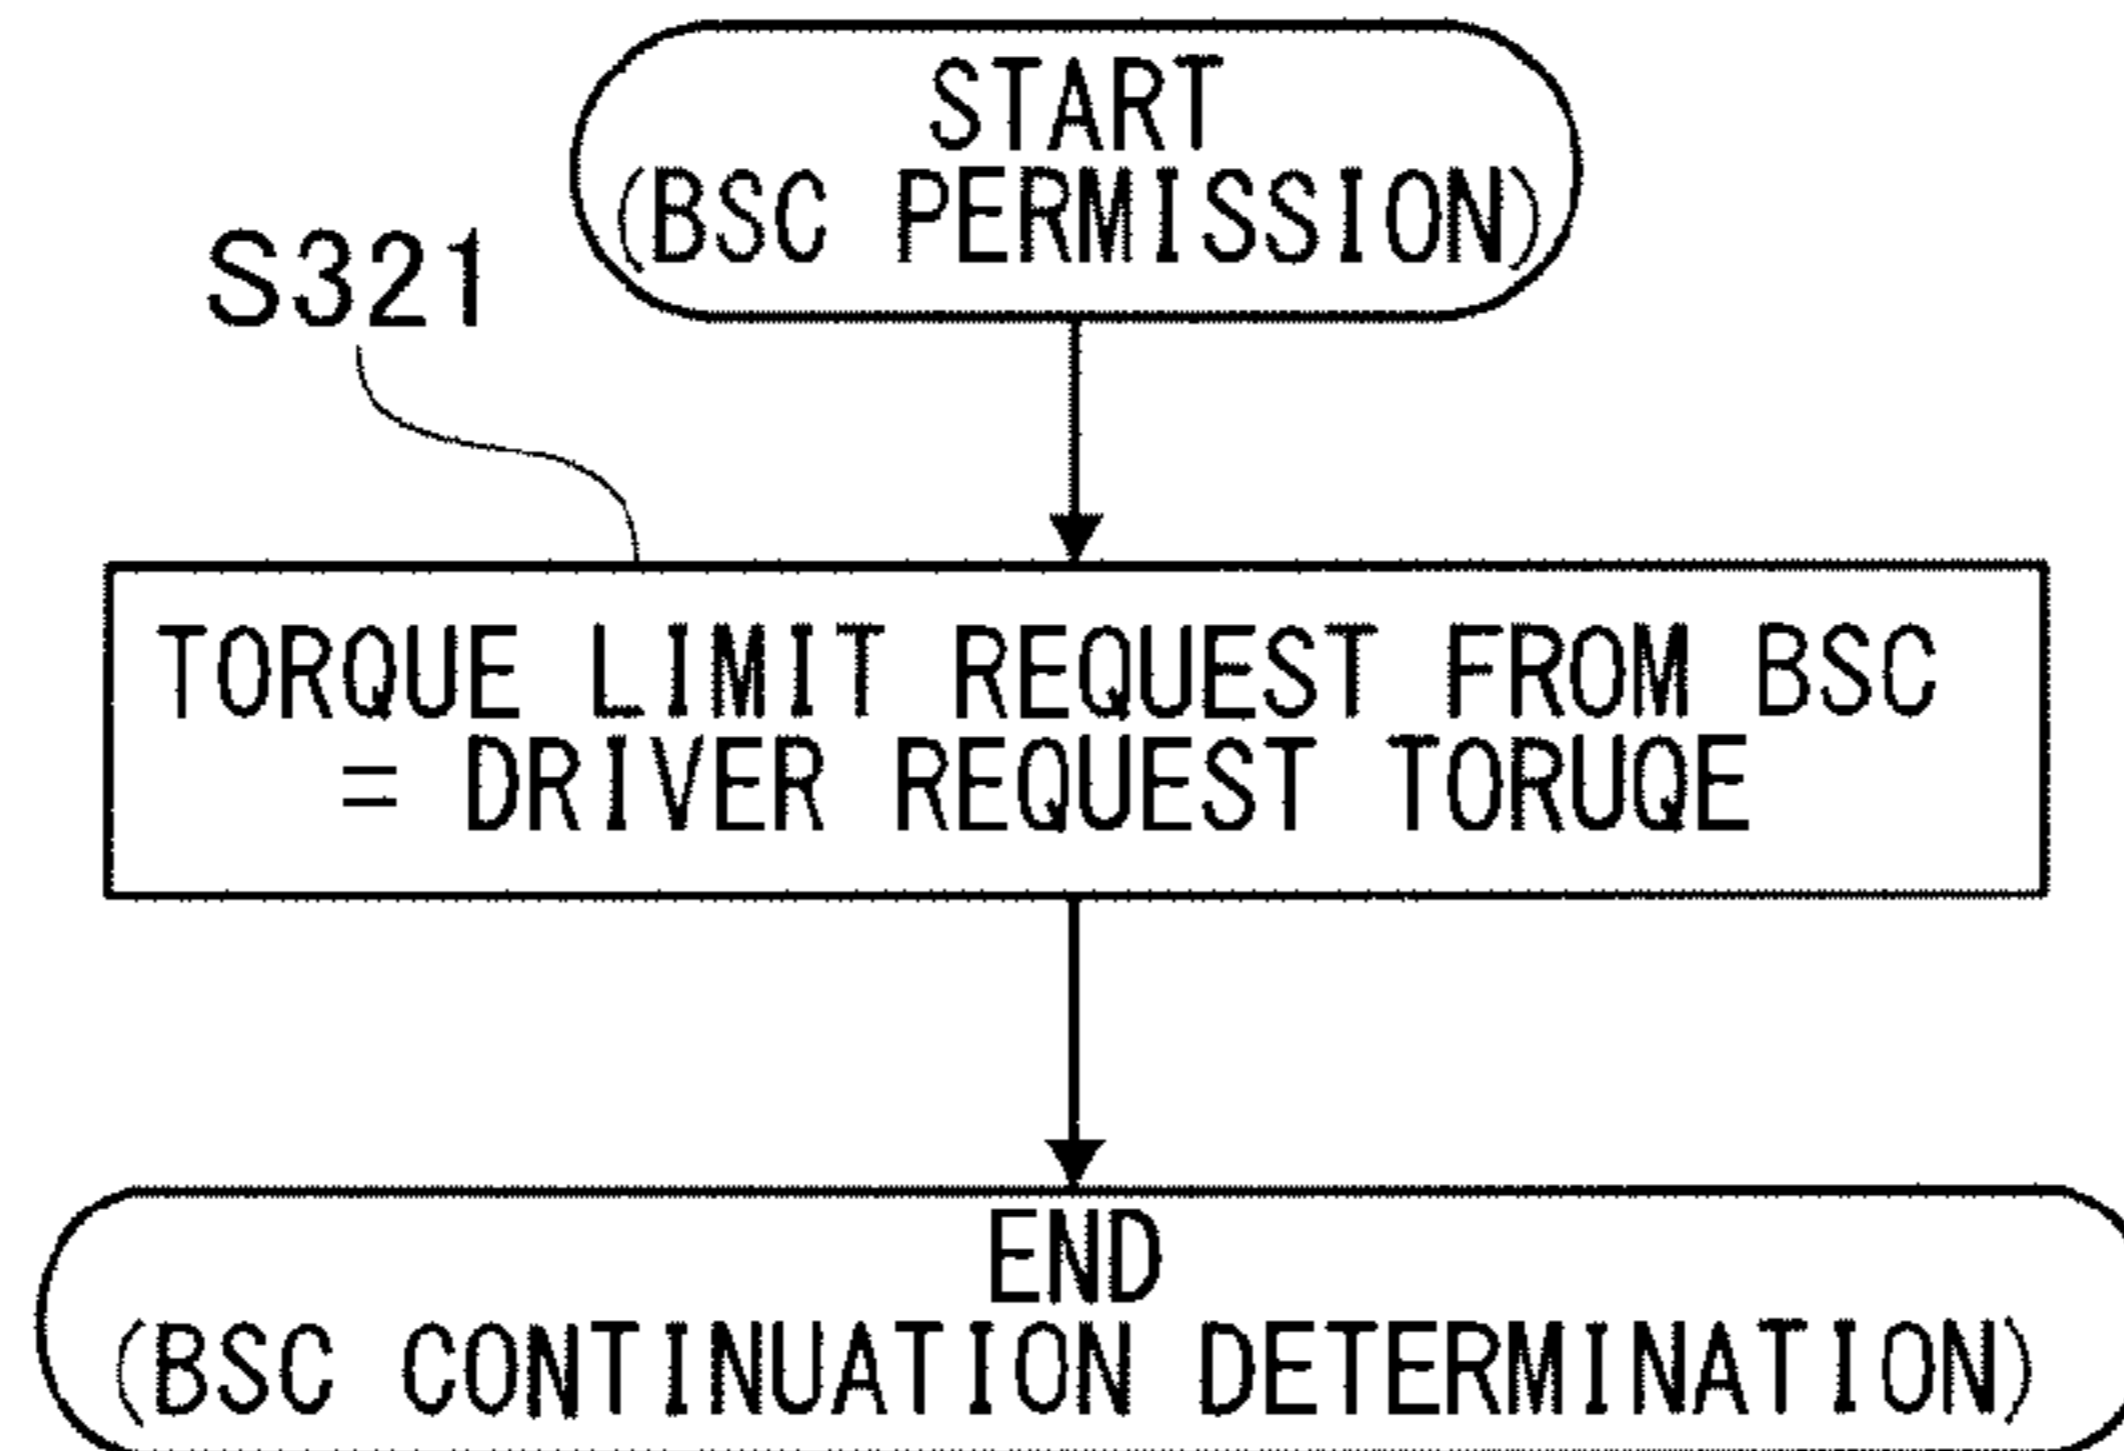 START
(BSC PERMISSION)
S321
TORQUE LIMIT REQUEST FROM BSC
= DRIVER REQUEST TORUQE
END
(BSC CONTINUATION DETERMINATION)